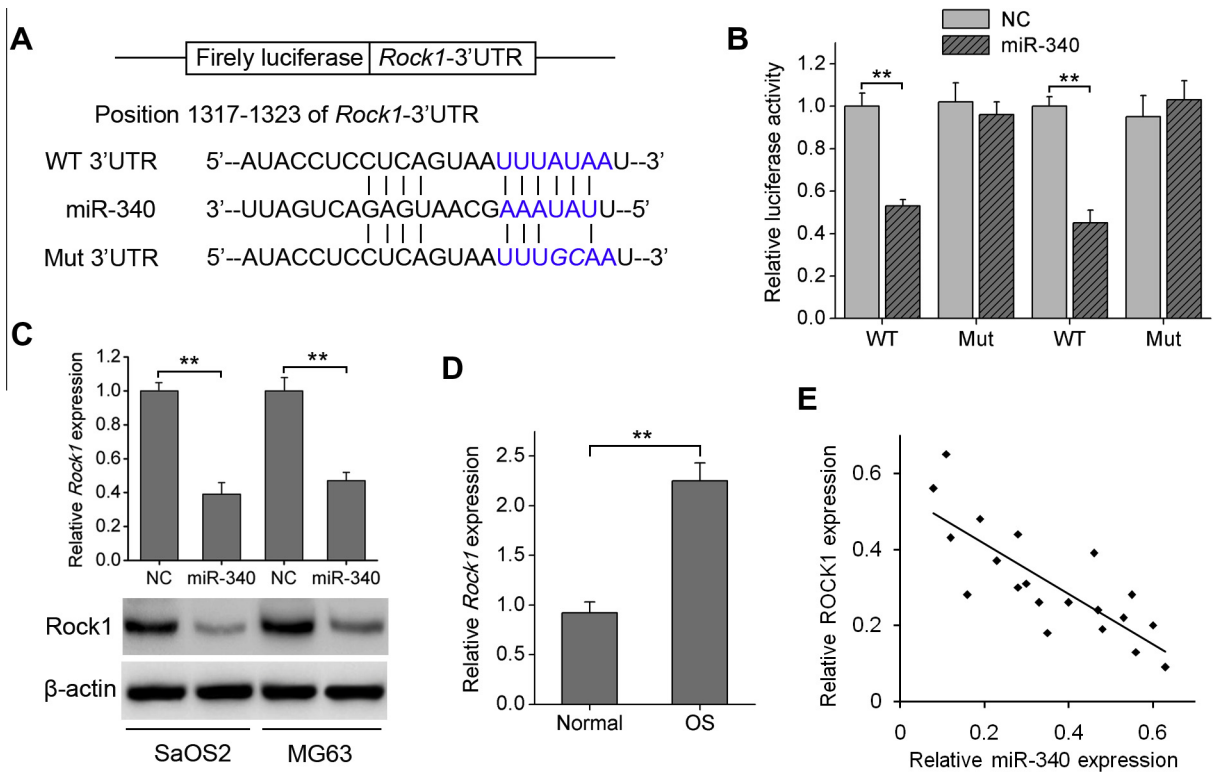 A
Firely luciferase Rock1-3'UTR
Position 1317-1323 of Rock1-3'UTR
WT 3'UTR 5'--AUACCUCCUCAGUAAUUUAUAAU--3'
miR-340 3'--UUAGUCAGAGUAACGAAAUAUU--5'
Mut 3'UTR 5'--AUACCUCCUCAGUAAUUUGCAAU--3'
B
NC
miR-340
Relative luciferase activity
1.2
1.0
0.8
0.6
0.4
0.2
0.0
** **
WT Mut WT Mut
C
Relative Rock1 expression
1.2
1.0
0.8
0.6
0.4
0.2
0.0
** **
NC miR-340 NC miR-340
Rock1
β-actin
SaOS2 MG63
D
Relative Rock1 expression
2.5
2.0
1.5
1.0
0.5
0.0
**
Normal OS
E
Relative ROCK1 expression
0.6
0.4
0.2
0
0 0.2 0.4 0.6
Relative miR-340 expression